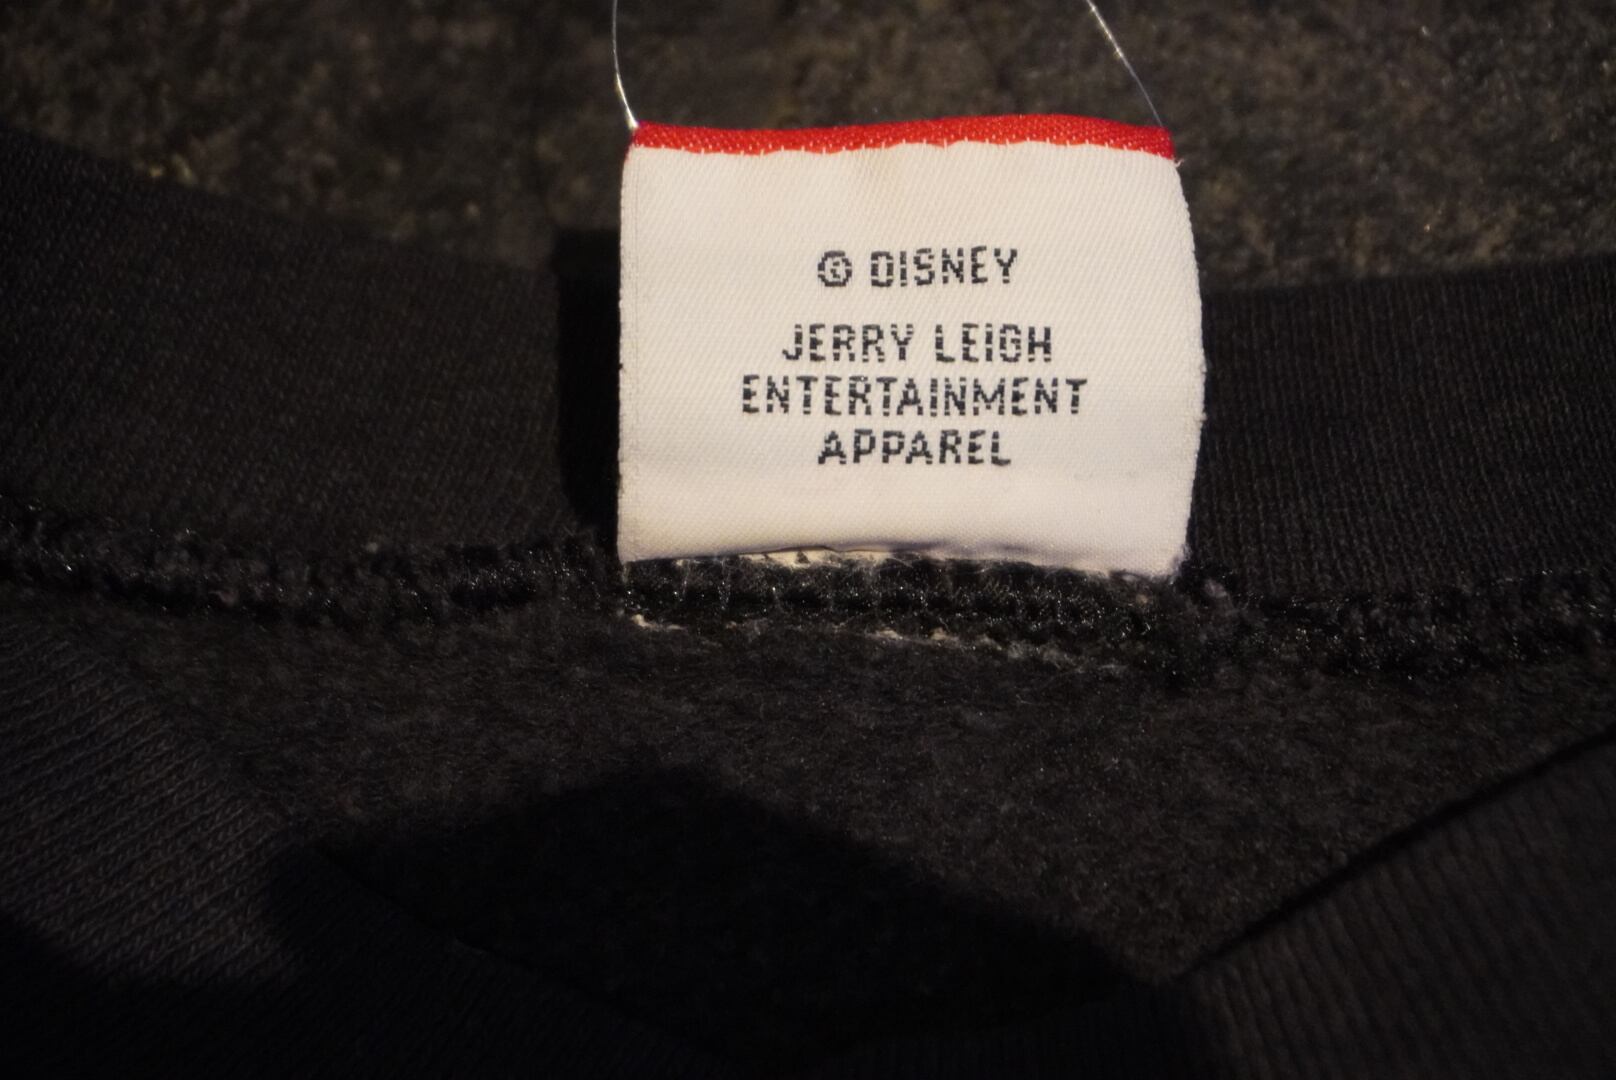 © DISNEY
JERRY LEIGH
ENTERTAINMENT
APPAREL